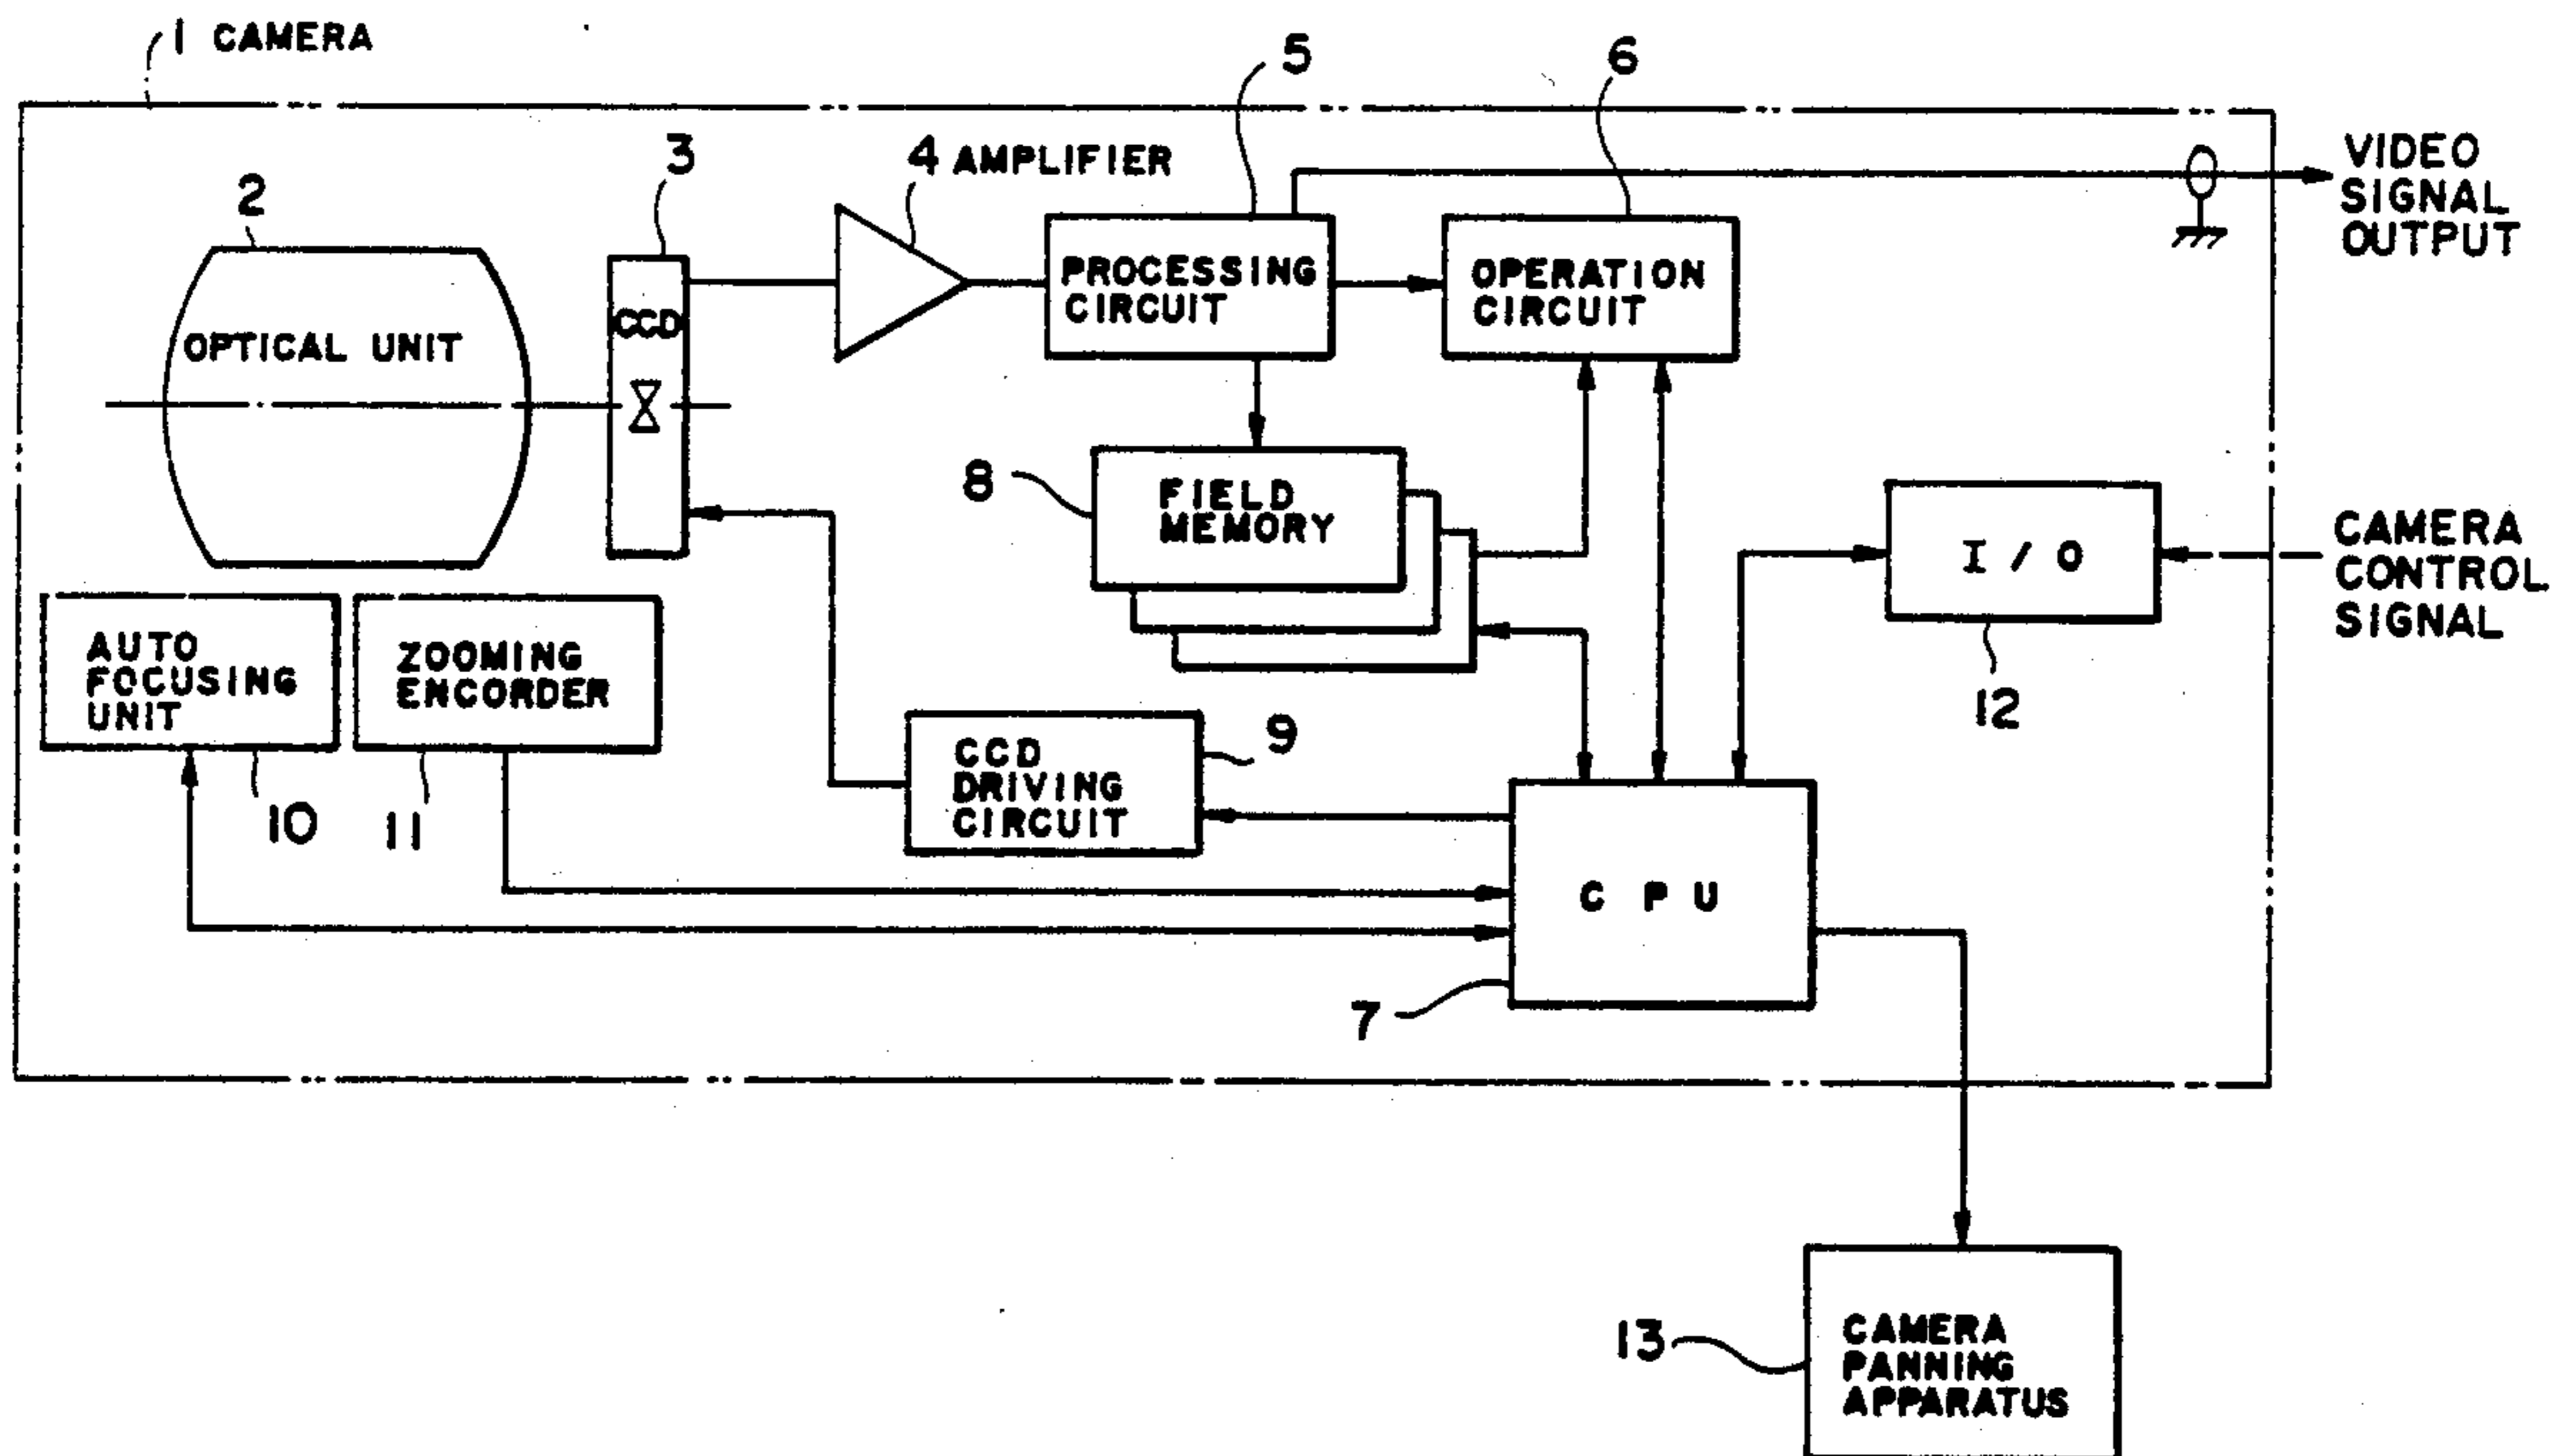 1 CAMERA
5
6
3
4 AMPLIFIER
2
VIDEO
SIGNAL
OUTPUT
PROCESSING
CIRCUIT
OPERATION
CIRCUIT
CCD
OPTICAL UNIT
8
FIELD
MEMORY
I/O
CAMERA
CONTROL
SIGNAL
AUTO
FOCUSING
UNIT
ZOOMING
ENCORDER
12
9
CCD
DRIVING
CIRCUIT
10
11
CPU
7
13
CAMERA
PANNING
APPARATUS